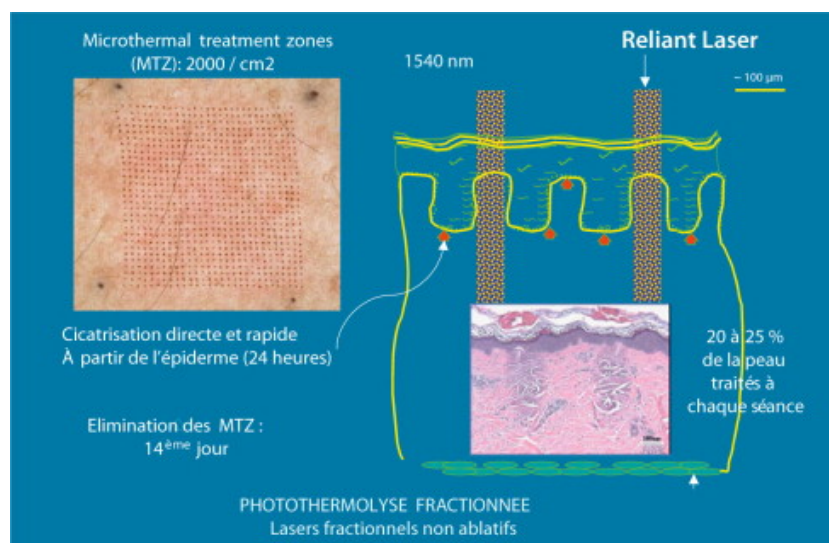 Microthermal treatment zones
(MTZ): 2000 / cm2
1540 nm
Reliant Laser
~ 100 µm
Cicatrisation directe et rapide
À partir de l'épiderme (24 heures)
20 à 25 %
de la peau
traités à
chaque séance
Elimination des MTZ :
14ème jour
PHOTOTHERMOLYSE FRACTIONNEE
Lasers fractionnels non ablatifs